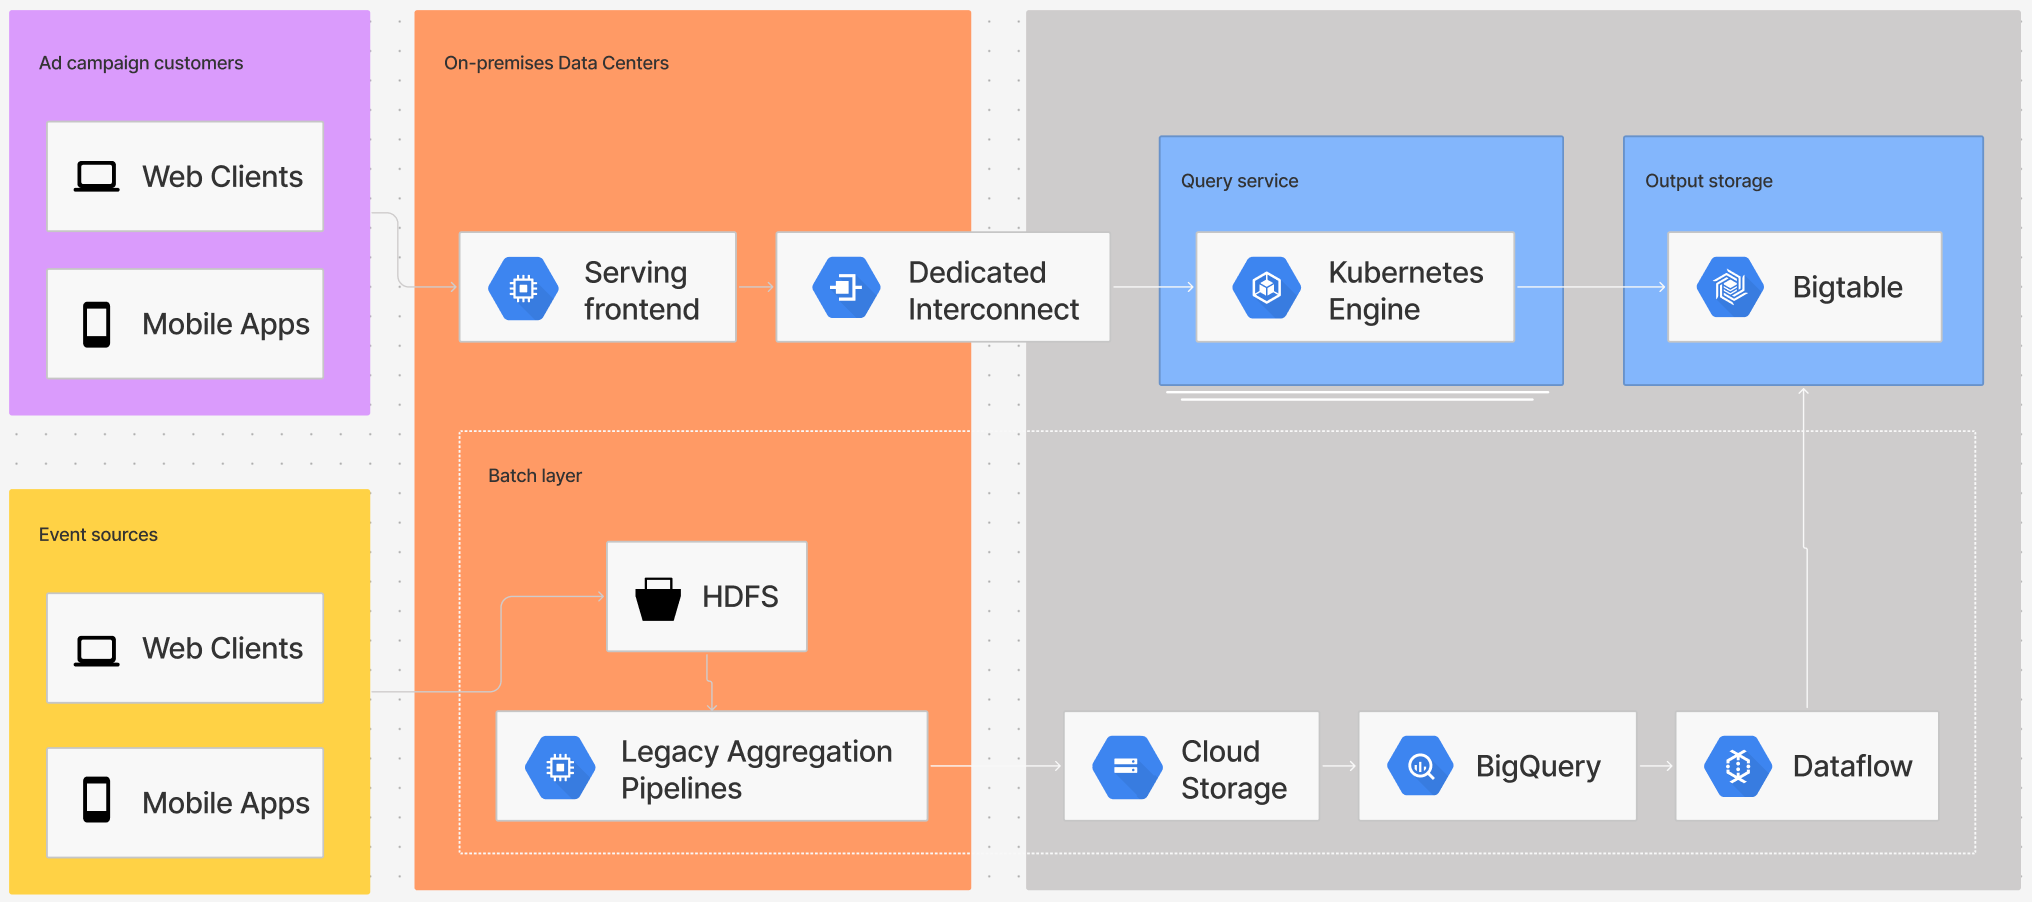 Ad campaign customers
Web Clients
Mobile Apps
Event sources
Web Clients
Mobile Apps
On-premises Data Centers
Serving
frontend
Dedicated
Interconnect
Query service
Kubernetes
Engine
Output storage
Bigtable
Batch layer
HDFS
Legacy Aggregation
Pipelines
Cloud
Storage
BigQuery
Dataflow